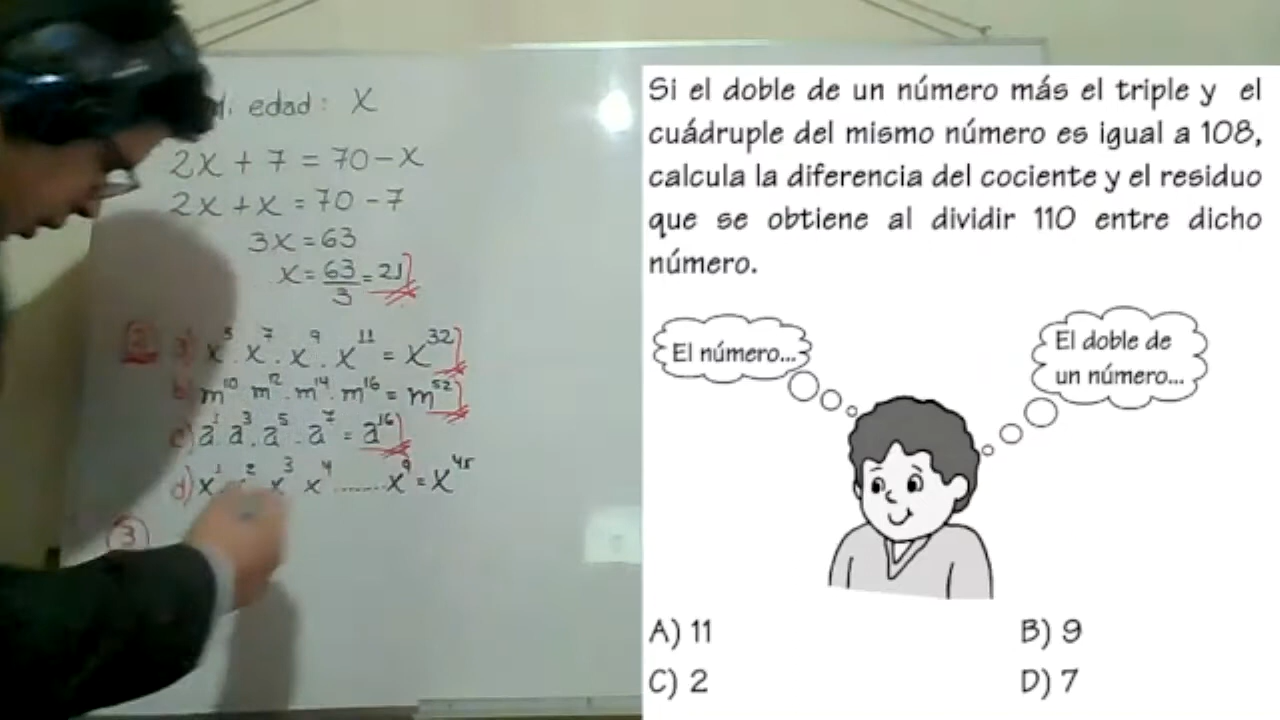 i edad: X
2x + 7 = 70 - x
2x + x = 70 - 7
3x = 63
x = 63/3 = 21
2 a) x⁵ . x⁷ . x⁹ . x¹¹ = x³²
b) m¹⁰ . m¹² . m¹⁴ . m¹⁶ = m⁵²
c) a¹ . a³ . a⁵ . a⁷ = a¹⁶
d) x¹ . x² . x³ x⁴ ........ x⁹ = x⁴⁵
3
Si el doble de un número más el triple y el
cuádruple del mismo número es igual a 108,
calcula la diferencia del cociente y el residuo
que se obtiene al dividir 110 entre dicho
número.
El número...
El doble de
un número...
A) 11
B) 9
C) 2
D) 7